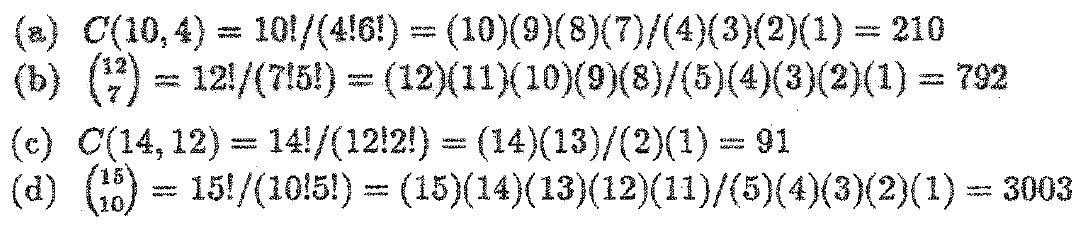 (a) C(10, 4) = 10!/(4!6!) = (10)(9)(8)(7)/(4)(3)(2)(1) = 210
(b) \binom{12}{7} = 12!/(7!5!) = (12)(11)(10)(9)(8)/(5)(4)(3)(2)(1) = 792
(c) C(14, 12) = 14!/(12!2!) = (14)(13)/(2)(1) = 91
(d) \binom{15}{10} = 15!/(10!5!) = (15)(14)(13)(12)(11)/(5)(4)(3)(2)(1) = 3003